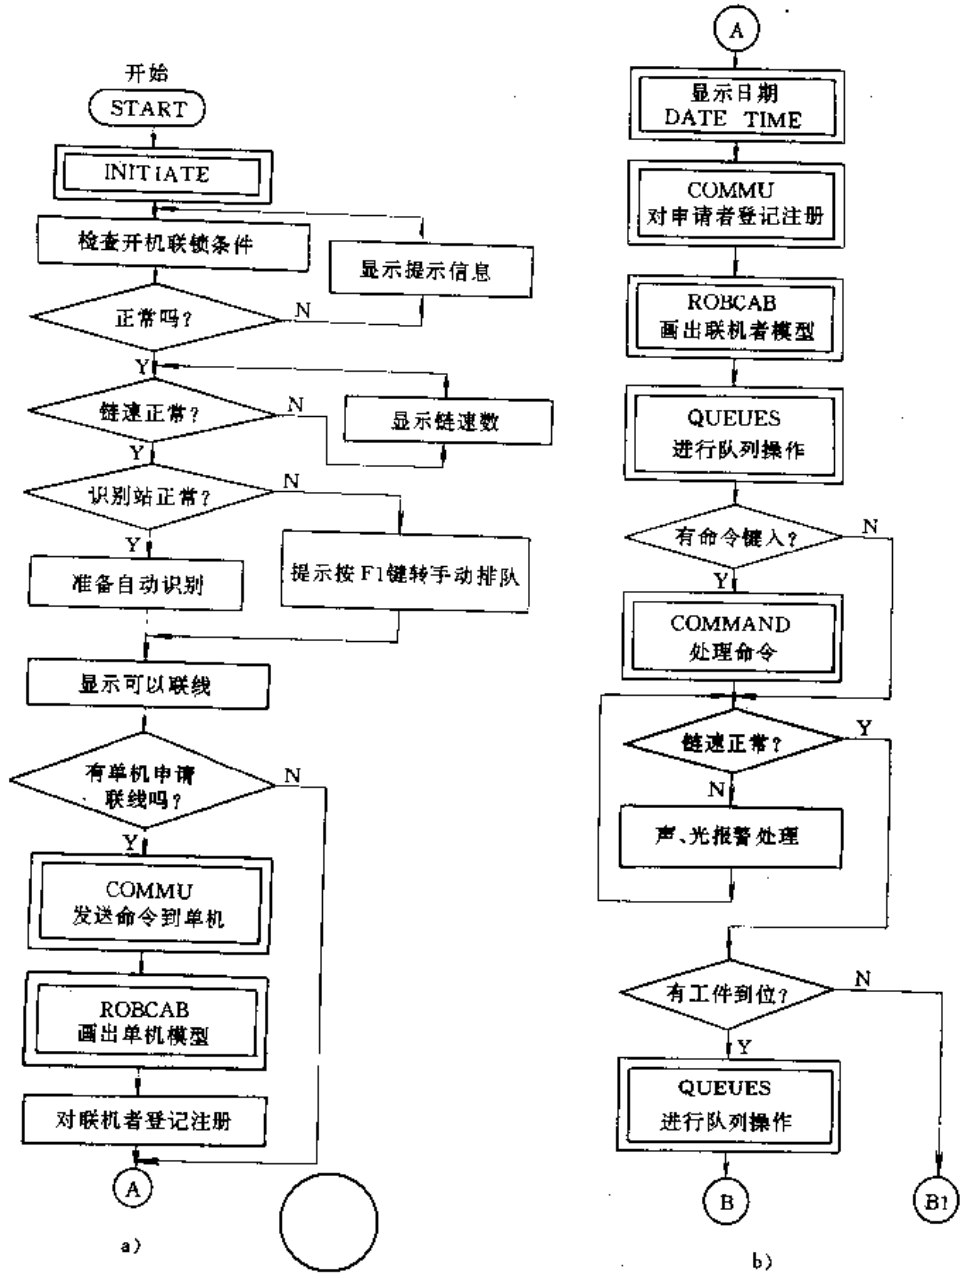 开始
START
INITIATE
检查开机联锁条件
显示提示信息
正常吗?
N
Y
链速正常?
N
显示链速数
Y
识别站正常?
N
Y
准备自动识别
提示按F1键转手动排队
显示可以联线
有单机申请
联线吗?
N
Y
COMMU
发送命令到单机
ROBCAB
画出单机模型
对联机者登记注册
A
a)
A
显示日期
DATE TIME
COMMU
对申请者登记注册
ROBCAB
画出联机者模型
QUEUES
进行队列操作
有命令键入?
N
Y
COMMAND
处理命令
链速正常?
Y
N
声、光报警处理
有工件到位?
N
Y
QUEUES
进行队列操作
B
B1
b)